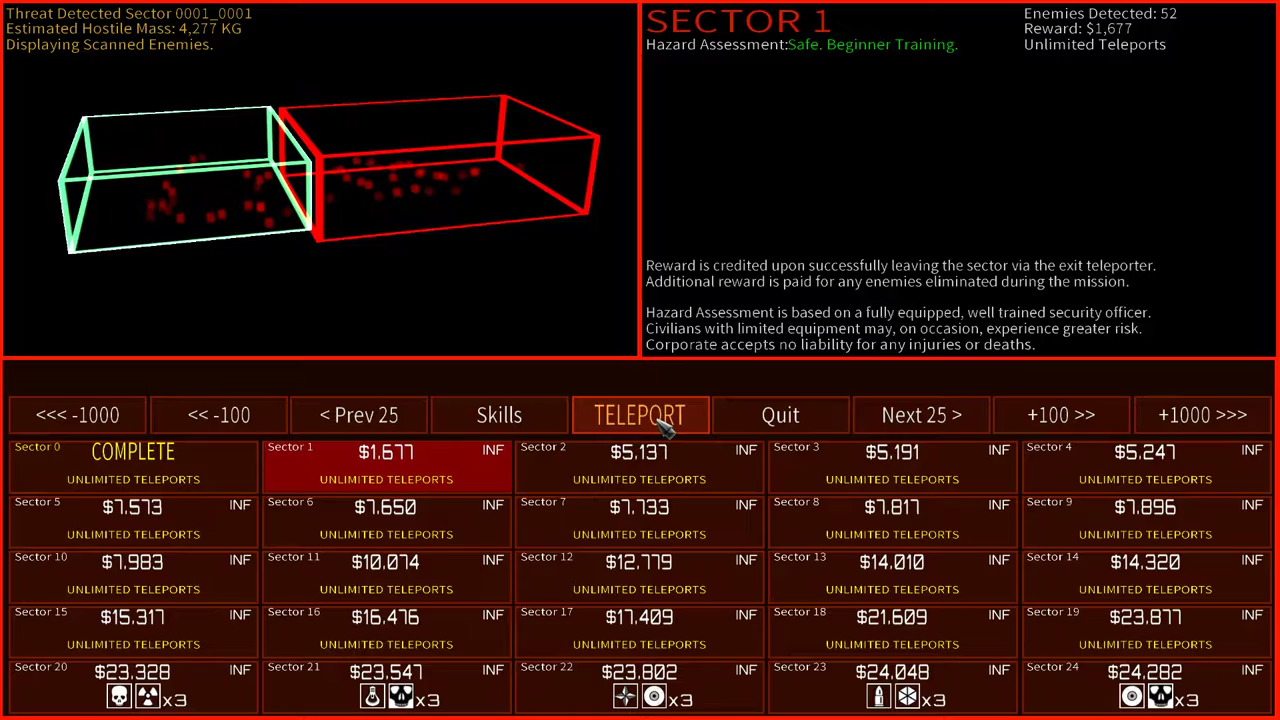 Threat Detected Sector 0001_0001
Estimated Hostile Mass: 4,277 KG
Displaying Scanned Enemies.
SECTOR 1
Hazard Assessment:Safe. Beginner Training.
Enemies Detected: 52
Reward: $1,677
Unlimited Teleports
Reward is credited upon successfully leaving the sector via the exit teleporter.
Additional reward is paid for any enemies eliminated during the mission.
Hazard Assessment is based on a fully equipped, well trained security officer.
Civilians with limited equipment may, on occasion, experience greater risk.
Corporate accepts no liability for any injuries or deaths.
<<< -1000
<< -100
< Prev 25
Skills
TELEPORT
Quit
Next 25 >
+100 >>
+1000 >>>
Sector 0 COMPLETE
UNLIMITED TELEPORTS
Sector 1 $1.677 INF
UNLIMITED TELEPORTS
Sector 2 $5.137 INF
UNLIMITED TELEPORTS
Sector 3 $5.191 INF
UNLIMITED TELEPORTS
Sector 4 $5.247 INF
UNLIMITED TELEPORTS
Sector 5 $7.573 INF
UNLIMITED TELEPORTS
Sector 6 $7.650 INF
UNLIMITED TELEPORTS
Sector 7 $7.733 INF
UNLIMITED TELEPORTS
Sector 8 $7.817 INF
UNLIMITED TELEPORTS
Sector 9 $7.896 INF
UNLIMITED TELEPORTS
Sector 10 $7.983 INF
UNLIMITED TELEPORTS
Sector 11 $10.074 INF
UNLIMITED TELEPORTS
Sector 12 $12.779 INF
UNLIMITED TELEPORTS
Sector 13 $14.010 INF
UNLIMITED TELEPORTS
Sector 14 $14.320 INF
UNLIMITED TELEPORTS
Sector 15 $15.317 INF
UNLIMITED TELEPORTS
Sector 16 $16.476 INF
UNLIMITED TELEPORTS
Sector 17 $17.409 INF
UNLIMITED TELEPORTS
Sector 18 $21.609 INF
UNLIMITED TELEPORTS
Sector 19 $23.877 INF
UNLIMITED TELEPORTS
Sector 20 $23.328 INF
x3
Sector 21 $23.547 INF
x3
Sector 22 $23.802 INF
x3
Sector 23 $24.048 INF
x3
Sector 24 $24.282 INF
x3